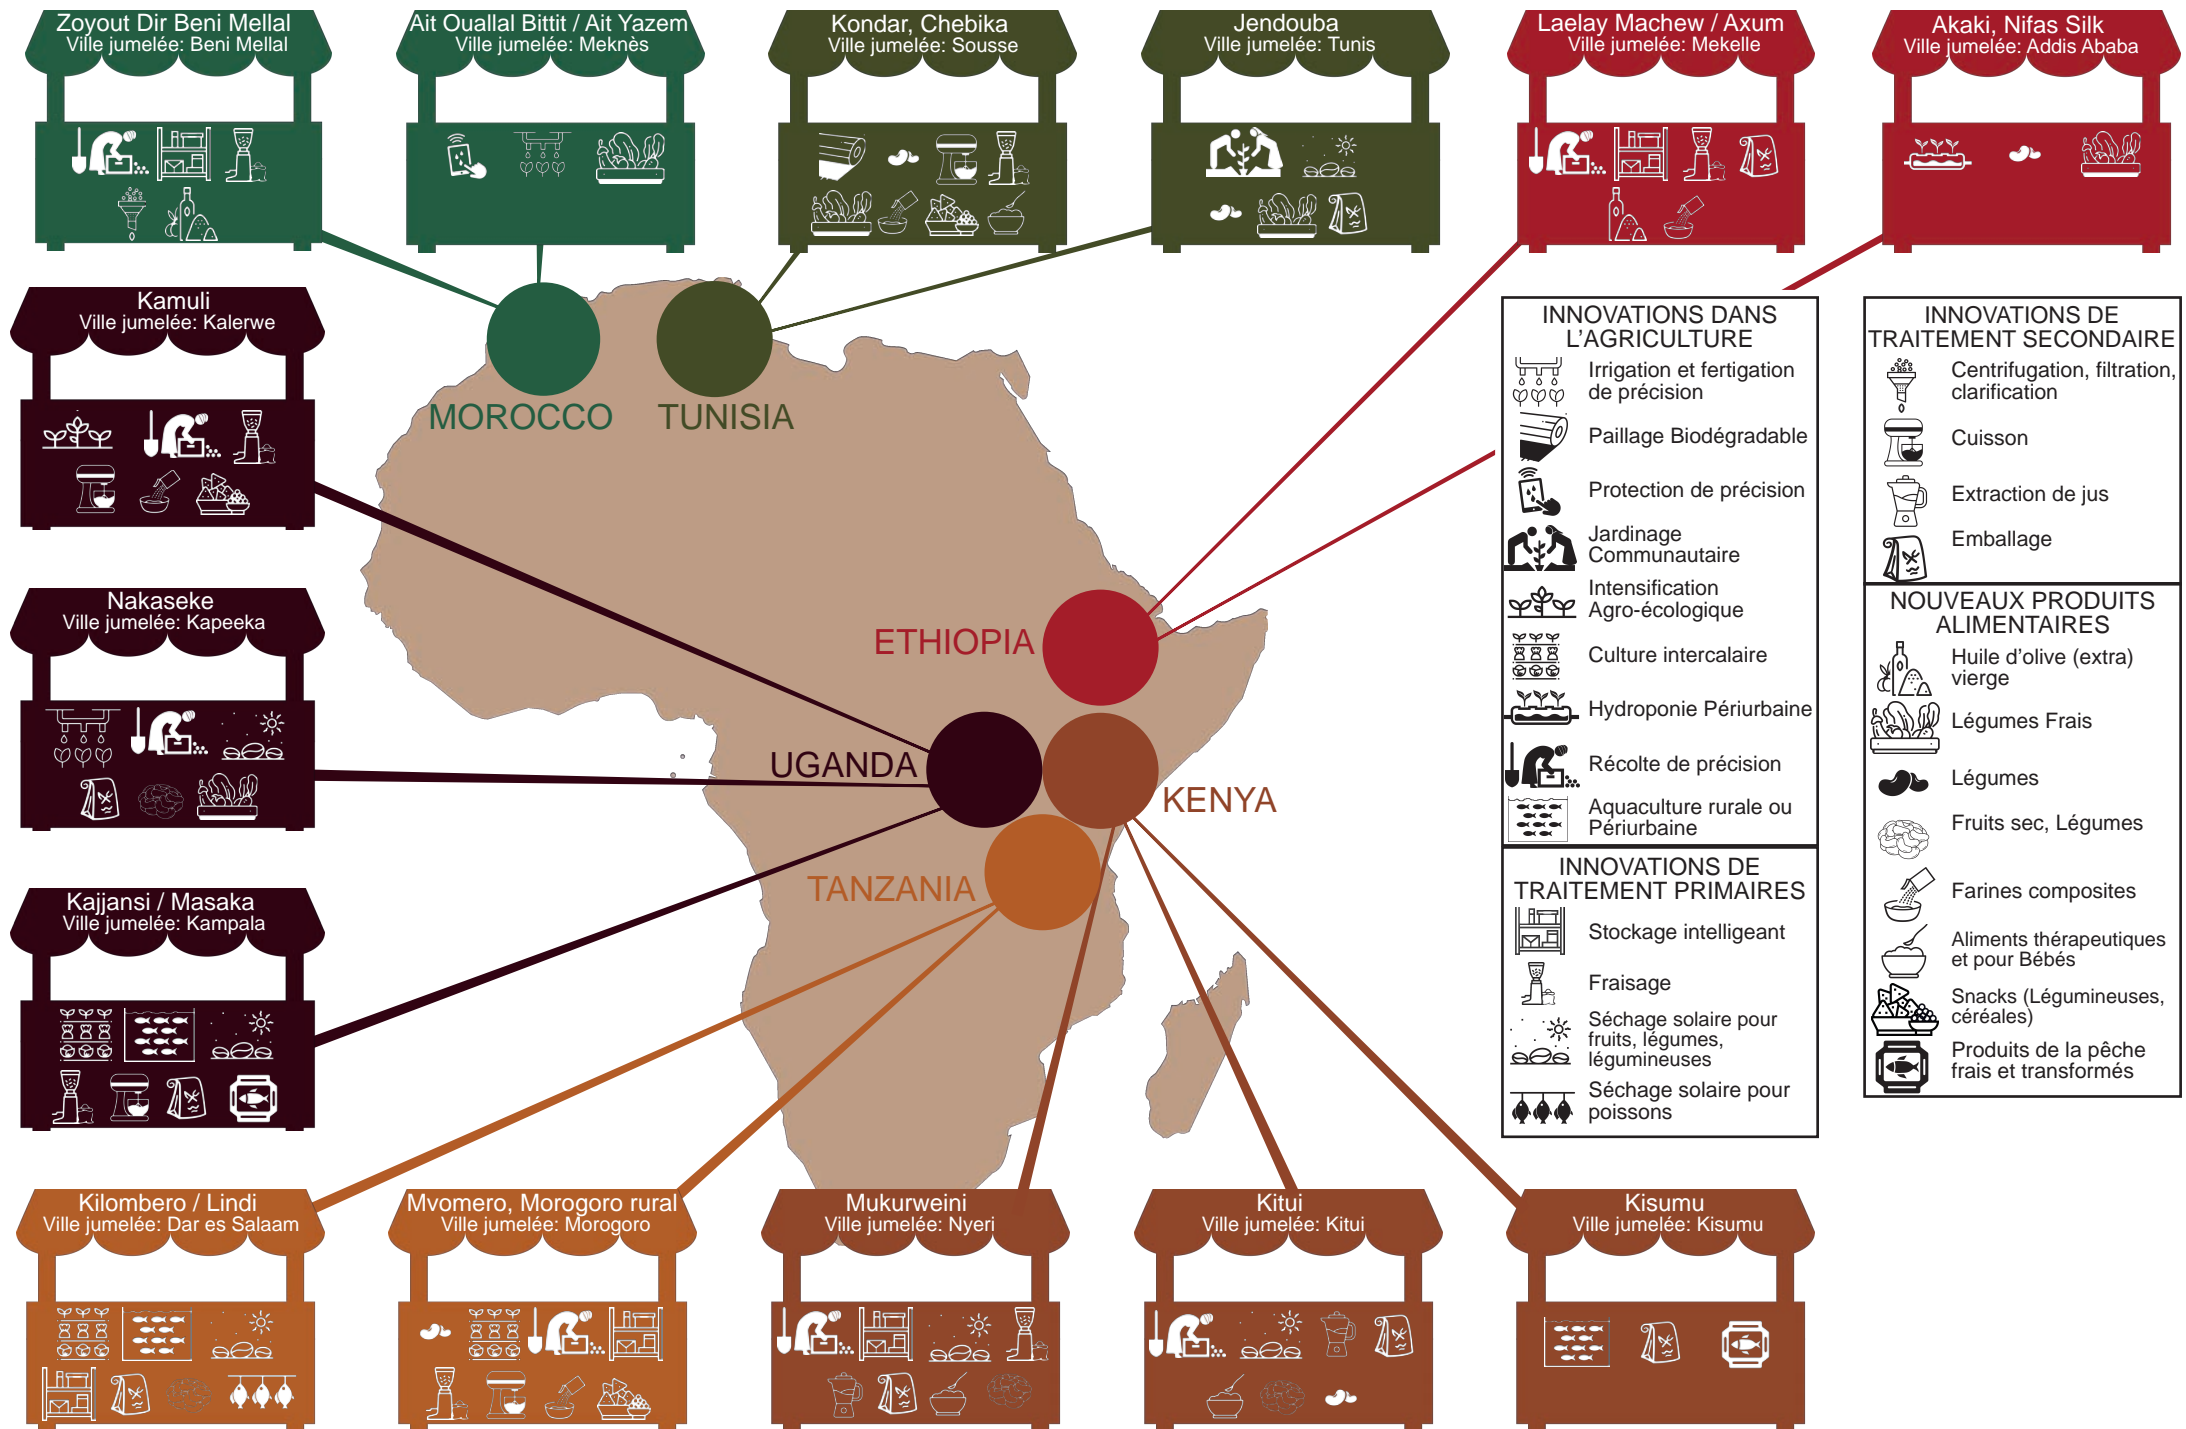 Zoyout Dir Beni Mellal
Ville jumelée: Beni Mellal
Ait Ouallal Bittit / Ait Yazem
Ville jumelée: Meknès
Kondar, Chebika
Ville jumelée: Sousse
Jendouba
Ville jumelée: Tunis
Laelay Machew / Axum
Ville jumelée: Mekelle
Akaki, Nifas Silk
Ville jumelée: Addis Ababa
Kamuli
Ville jumelée: Kalerwe
Nakaseke
Ville jumelée: Kapeeka
Kajjansi / Masaka
Ville jumelée: Kampala
MOROCCO
TUNISIA
ETHIOPIA
UGANDA
KENYA
TANZANIA
INNOVATIONS DANS
L'AGRICULTURE
Irrigation et fertigation
de précision
Paillage Biodégradable
Protection de précision
Jardinage
Communautaire
Intensification
Agro-écologique
Culture intercalaire
Hydroponie Périurbaine
Récolte de précision
Aquaculture rurale ou
Périurbaine
INNOVATIONS DE
TRAITEMENT PRIMAIRES
Stockage intelligeant
Fraisage
Séchage solaire pour
fruits, légumes,
légumineuses
Séchage solaire pour
poissons
INNOVATIONS DE
TRAITEMENT SECONDAIRE
Centrifugation, filtration,
clarification
Cuisson
Extraction de jus
Emballage
NOUVEAUX PRODUITS
ALIMENTAIRES
Huile d'olive (extra)
vierge
Légumes Frais
Légumes
Fruits sec, Légumes
Farines composites
Aliments thérapeutiques
et pour Bébés
Snacks (Légumineuses,
céréales)
Produits de la pêche
frais et transformés
Kilombero / Lindi
Ville jumelée: Dar es Salaam
Mvomero, Morogoro rural
Ville jumelée: Morogoro
Mukurweini
Ville jumelée: Nyeri
Kitui
Ville jumelée: Kitui
Kisumu
Ville jumelée: Kisumu